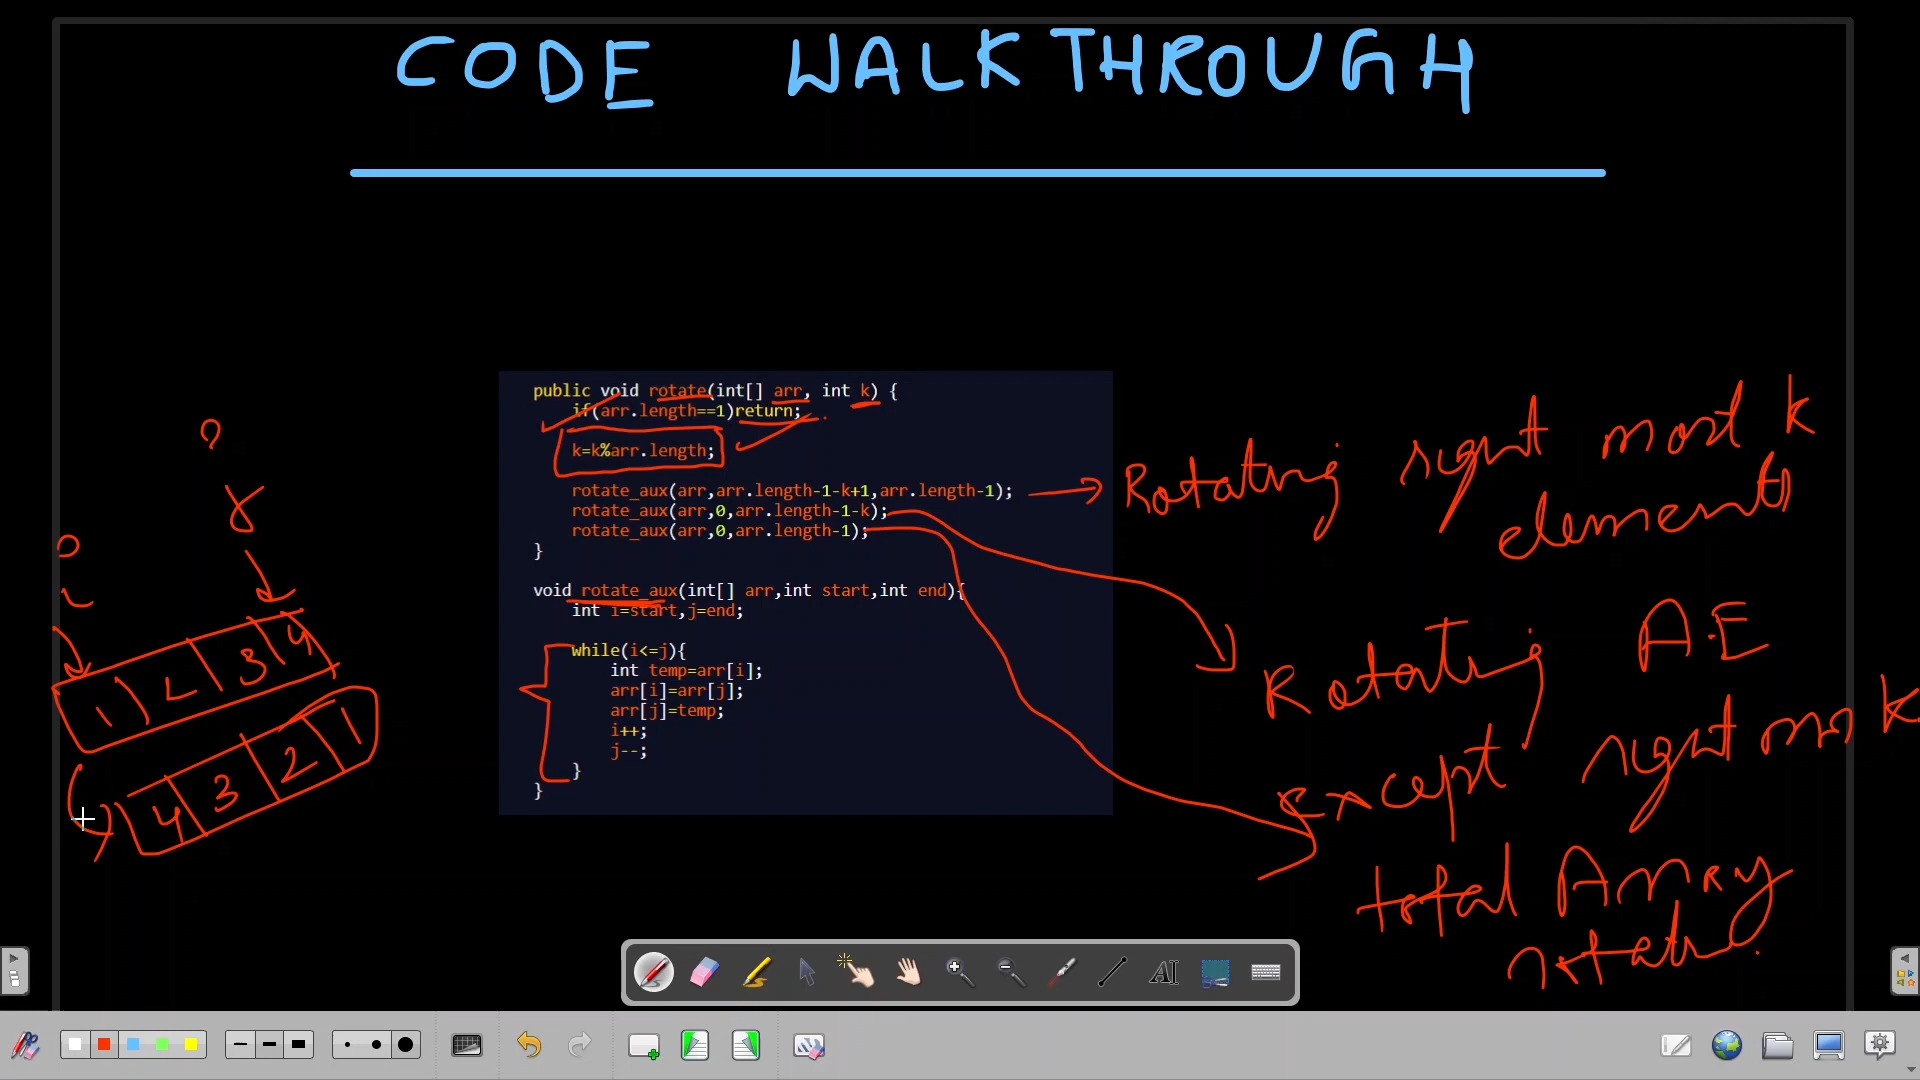 CODE WALKTHROUGH
public void rotate(int[] arr, int k) {
if(arr.length==1)return;
k=k%arr.length;
rotate_aux(arr,arr.length-1-k+1,arr.length-1);
rotate_aux(arr,0,arr.length-1-k);
rotate_aux(arr,0,arr.length-1);
}
void rotate_aux(int[] arr,int start,int end){
int i=start,j=end;
while(i<=j){
int temp=arr[i];
arr[i]=arr[j];
arr[j]=temp;
i++;
j--;
}
}
Rotating right most k
elements
Rotating A.E
Except right mos k
total Array
rotate
1 2 3 4
4 3 2 1
AI